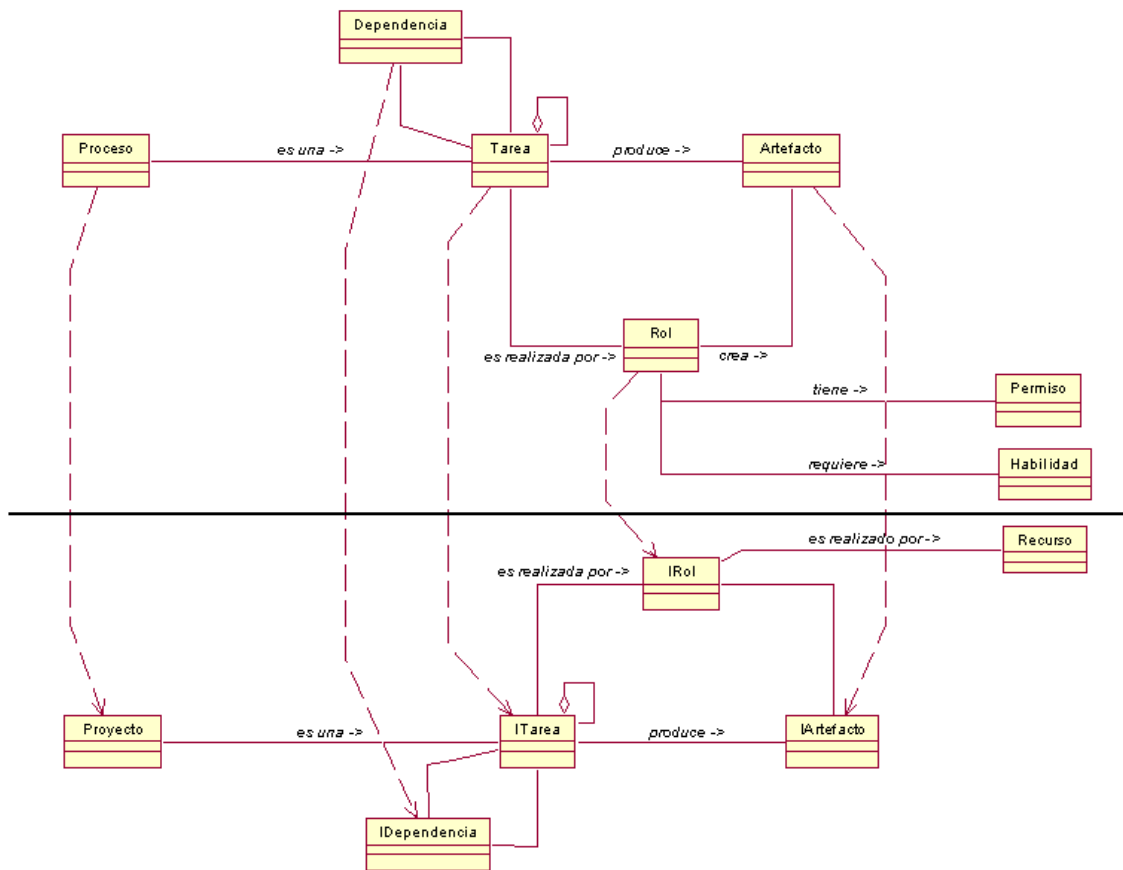 Dependencia
Proceso
es una ->
Tarea
produce ->
Artefacto
Rol
es realizada por ->
crea ->
tiene ->
Permiso
requiere ->
Habilidad
es realizado por ->
Recurso
es realizada por ->
IRol
Proyecto
es una ->
ITarea
produce ->
IArtefacto
IDependencia